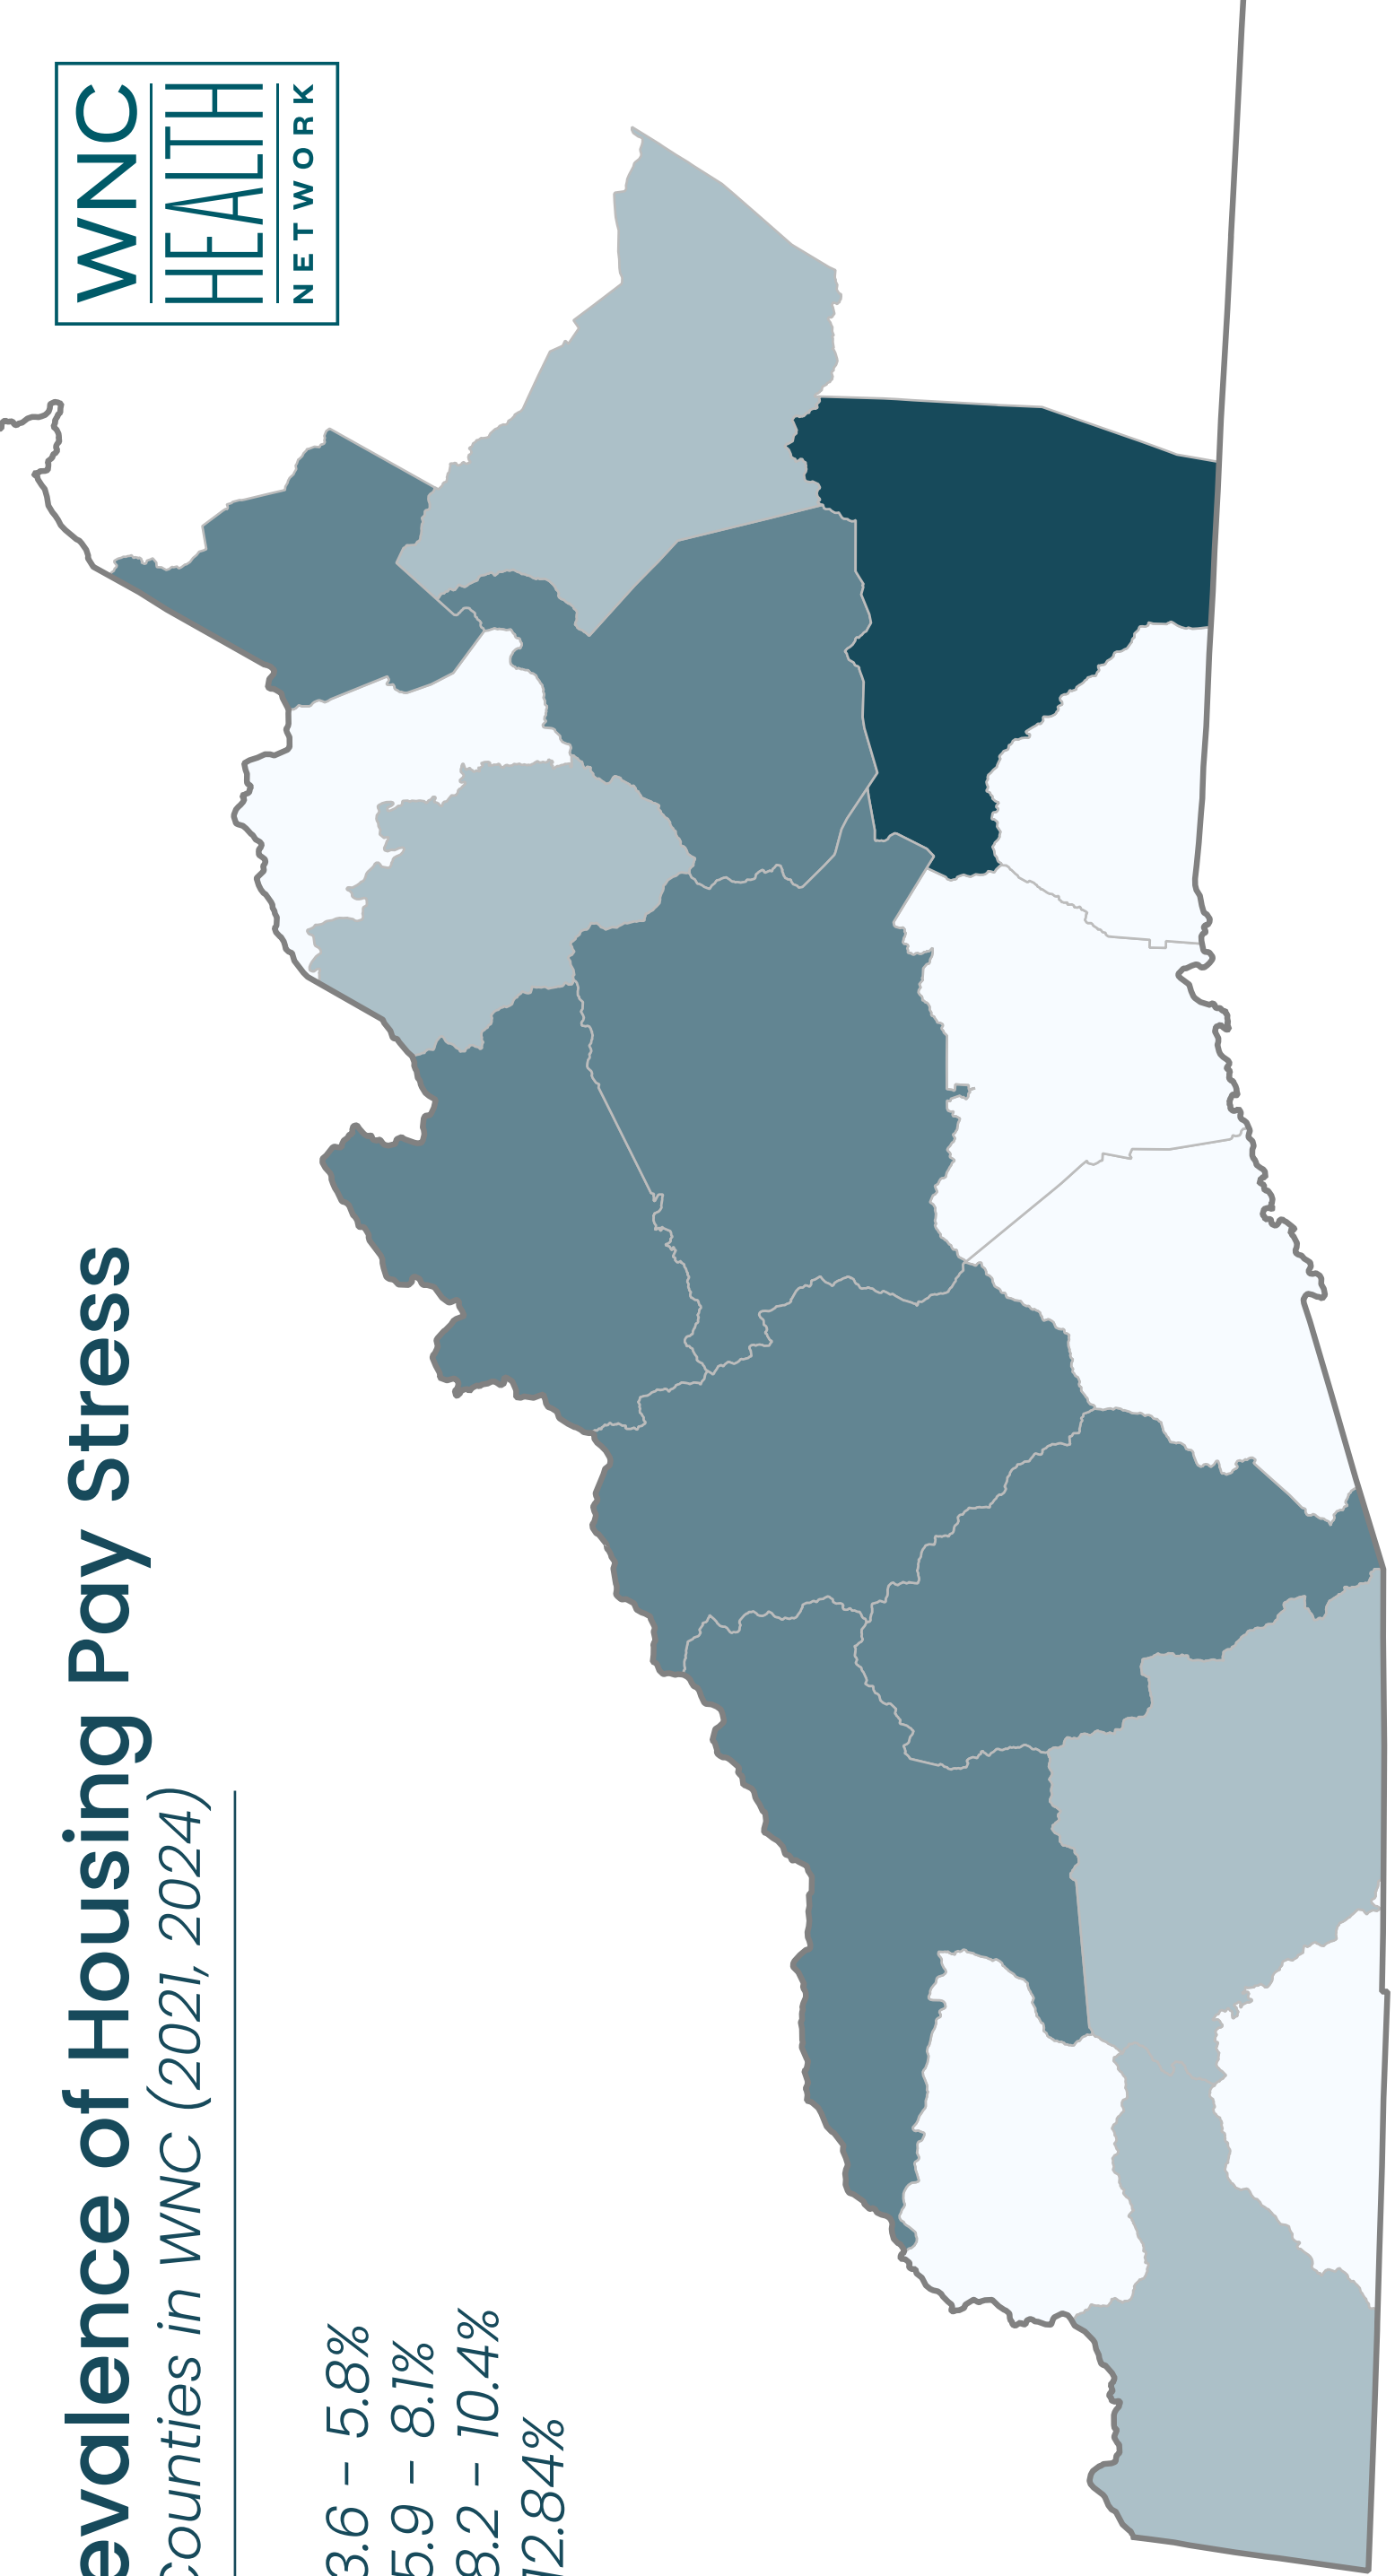 evalence of Housing Pay Stress
counties in WNC (2021, 2024)
3.6 – 5.8%
5.9 – 8.1%
8.2 – 10.4%
12.84%
WNC
HEALTH
NETWORK